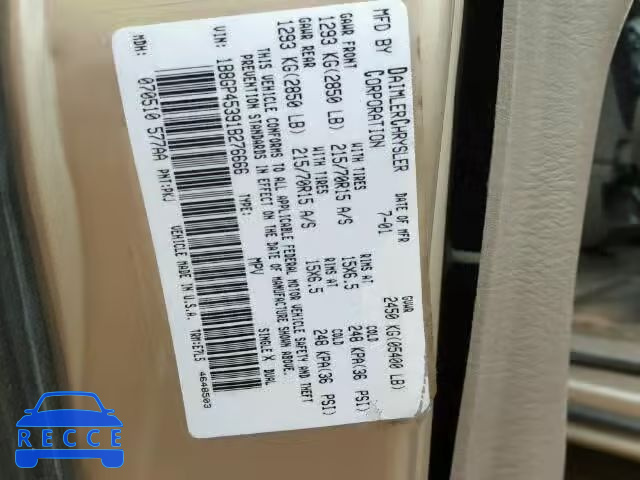 MFD BY DAIMLERCHRYSLER CORPORATION
DATE OF MFR 7-01
GVWR 2450 KG(05400 LB)
GAWR FRONT WITH TIRES RIMS AT COLD
1293 KG(2850 LB) 215/70R15 A/S 15X6.5 248 KPA(36 PSI)
GAWR REAR WITH TIRES RIMS AT COLD
1293 KG(2850 LB) 215/70R15 A/S 15X6.5 248 KPA(36 PSI)
THIS VEHICLE CONFORMS TO ALL APPLICABLE FEDERAL MOTOR VEHICLE SAFETY AND THEFT
PREVENTION STANDARDS IN EFFECT ON THE DATE OF MANUFACTURE SHOWN ABOVE.
VIN: 1B8GP45391B276666 TYPE: MPV SINGLE X DUAL
MDH: 070510 577GA PNT:PKJ VEHICLE MADE IN U.S.A. 4648503
RECCE